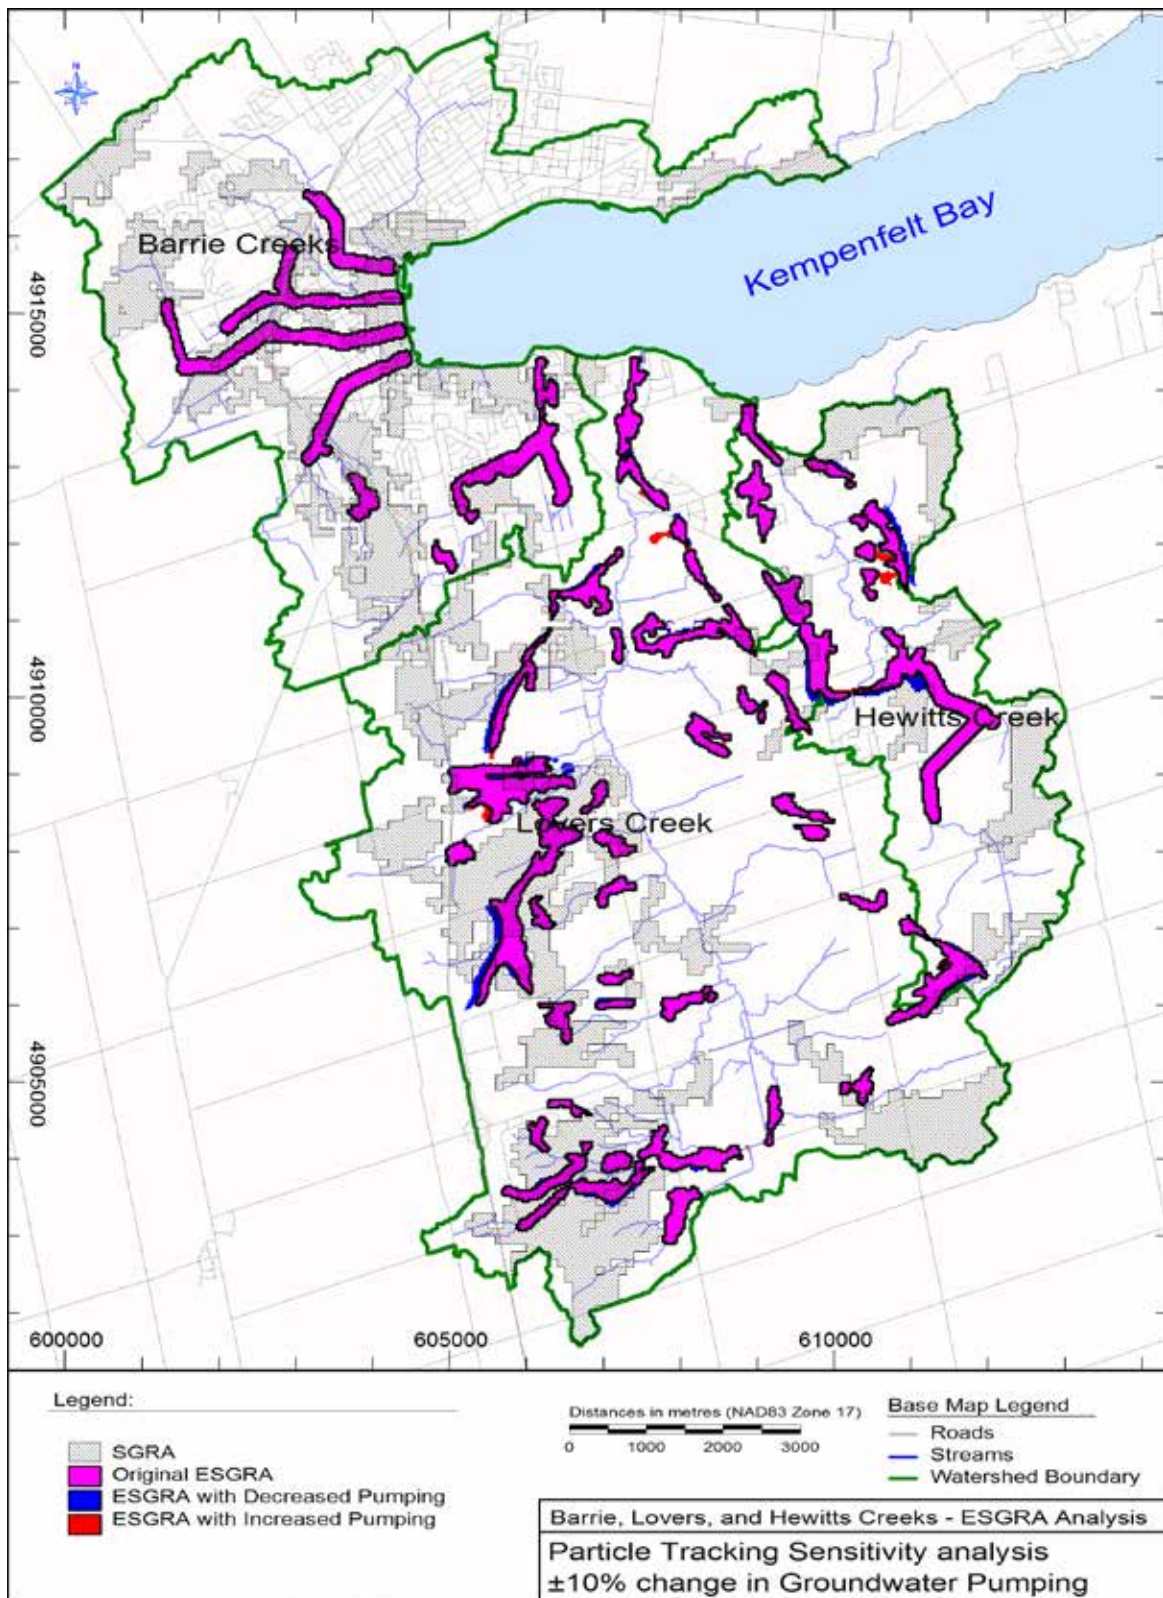 Barrie Creeks
Kempenfelt Bay
4915000
4910000
Hewitts Creek
Lovers Creek
4905000
600000
605000
610000
Legend:
SGRA
Original ESGRA
ESGRA with Decreased Pumping
ESGRA with Increased Pumping
Distances in metres (NAD83 Zone 17)
0 1000 2000 3000
Base Map Legend
Roads
Streams
Watershed Boundary
Barrie, Lovers, and Hewitts Creeks - ESGRA Analysis
Particle Tracking Sensitivity analysis
±10% change in Groundwater Pumping